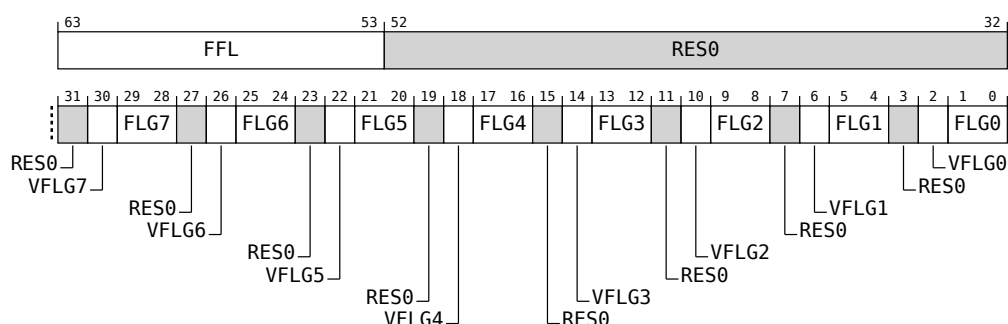 63 53 52 32
FFL RES0
31 30 29 28 27 26 25 24 23 22 21 20 19 18 17 16 15 14 13 12 11 10 9 8 7 6 5 4 3 2 1 0
FLG7 FLG6 FLG5 FLG4 FLG3 FLG2 FLG1 FLG0
RES0 VFLG0
VFLG7 RES0
RES0 VFLG1
VFLG6 RES0
RES0 VFLG2
VFLG5 RES0
RES0 VFLG3
VFLG4 RES0